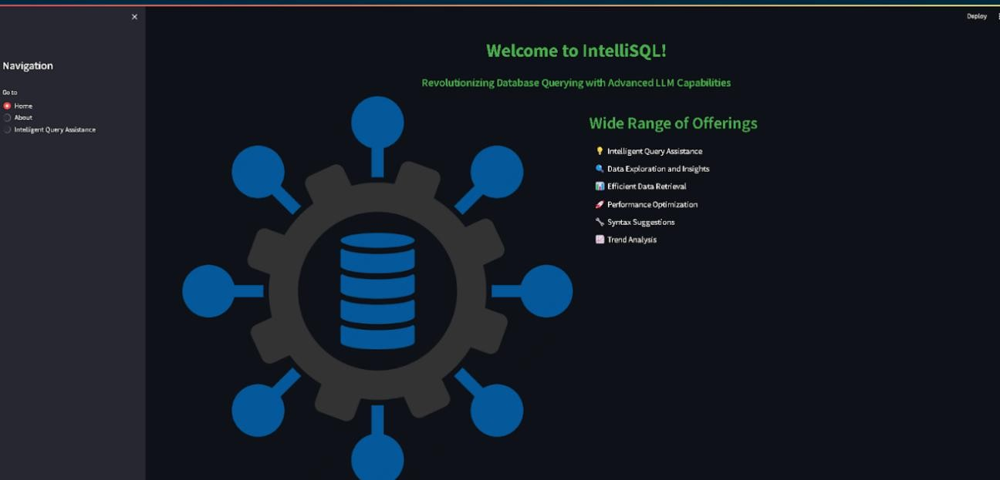 Deploy
Navigation
Go to
Home
About
Intelligent Query Assistance
Welcome to IntelliSQL!
Revolutionizing Database Querying with Advanced LLM Capabilities
Wide Range of Offerings
💡 Intelligent Query Assistance
🔍 Data Exploration and Insights
📊 Efficient Data Retrieval
🚀 Performance Optimization
🔧 Syntax Suggestions
📈 Trend Analysis